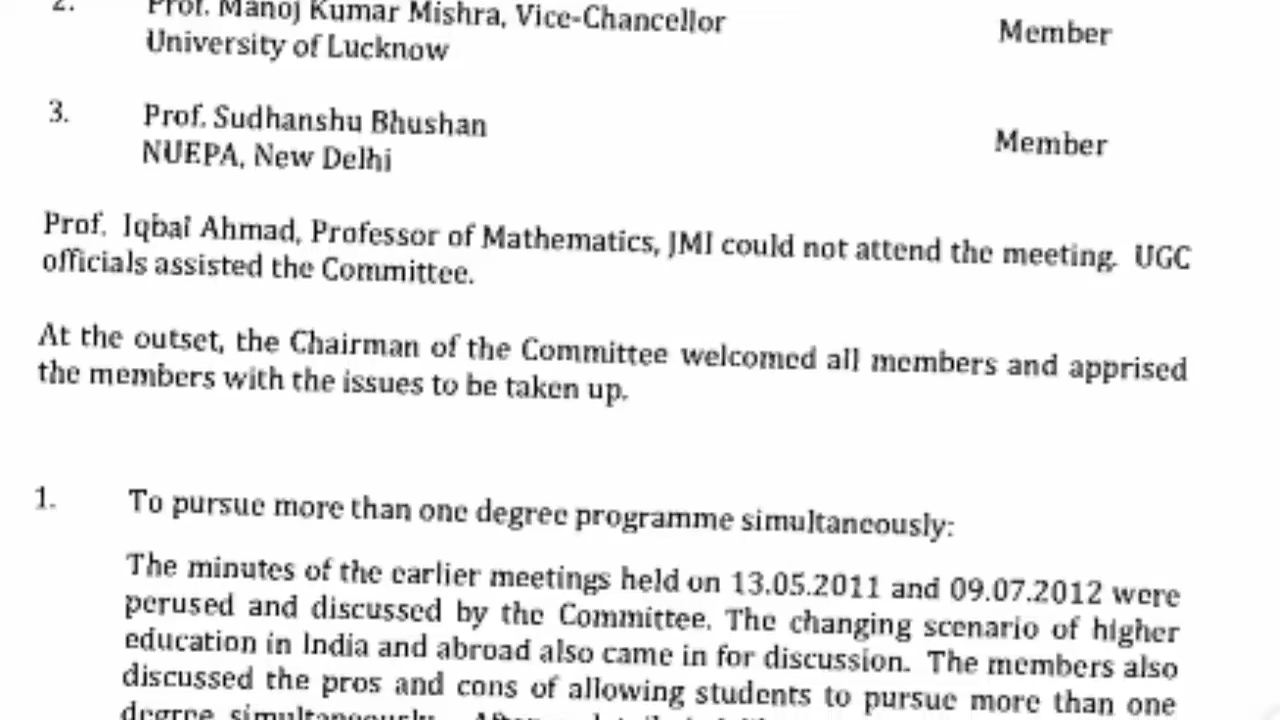 2. Prof. Manoj Kumar Mishra, Vice-Chancellor Member
University of Lucknow
3. Prof. Sudhanshu Bhushan Member
NUEPA, New Delhi
Prof. Iqbal Ahmad, Professor of Mathematics, JMI could not attend the meeting. UGC
officials assisted the Committee.
At the outset, the Chairman of the Committee welcomed all members and apprised
the members with the issues to be taken up.
1. To pursue more than one degree programme simultaneously:
The minutes of the earlier meetings held on 13.05.2011 and 09.07.2012 were
perused and discussed by the Committee. The changing scenario of higher
education in India and abroad also came in for discussion. The members also
discussed the pros and cons of allowing students to pursue more than one
degree simultaneously.